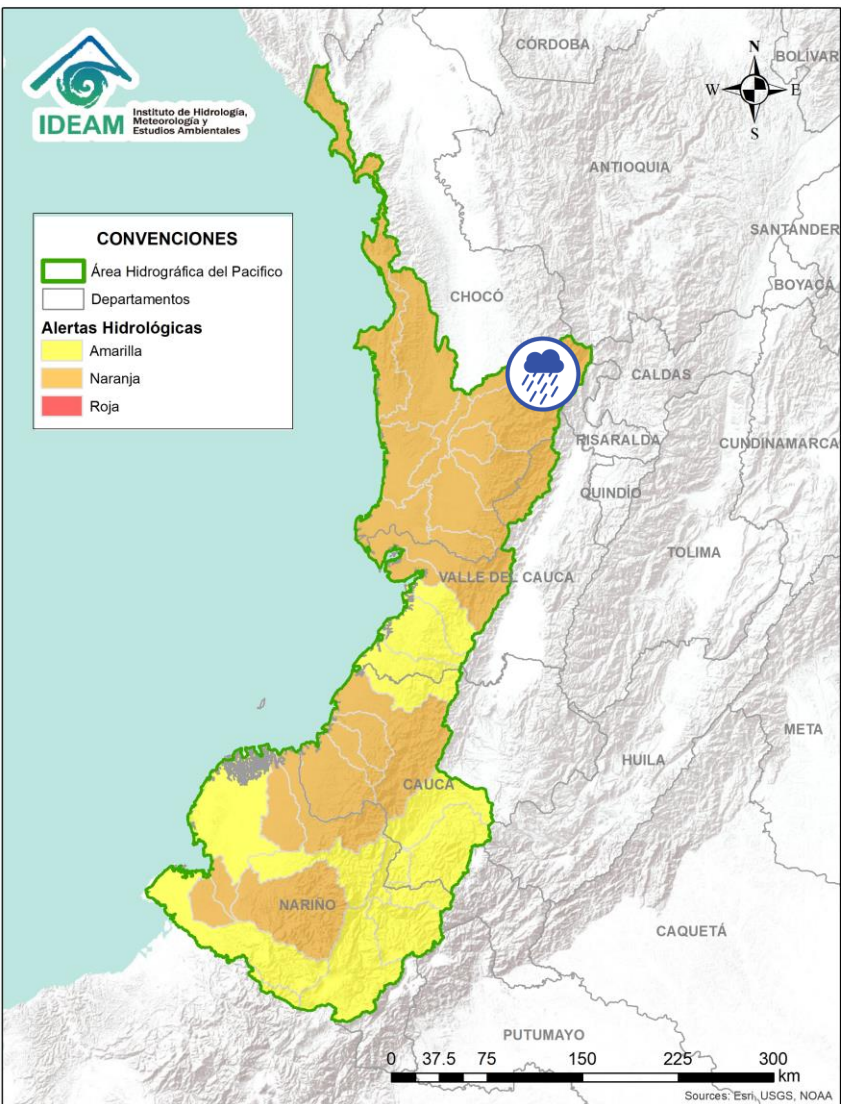 IDEAM
Instituto de Hidrología,
Meteorología y
Estudios Ambientales
N
W
E
S
CÓRDOBA
BOLÍVAR
ANTIOQUIA
SANTANDER
BOYACÁ
CHOCÓ
CALDAS
RISARALDA
CUNDINAMARCA
QUINDÍO
TOLIMA
VALLE DEL CAUCA
META
HUILA
CAUCA
NARIÑO
CAQUETÁ
PUTUMAYO
CONVENCIONES
Área Hidrográfica del Pacifico
Departamentos
Alertas Hidrológicas
Amarilla
Naranja
Roja
0 37.5 75 150 225 300
km
Sources: Esri, USGS, NOAA